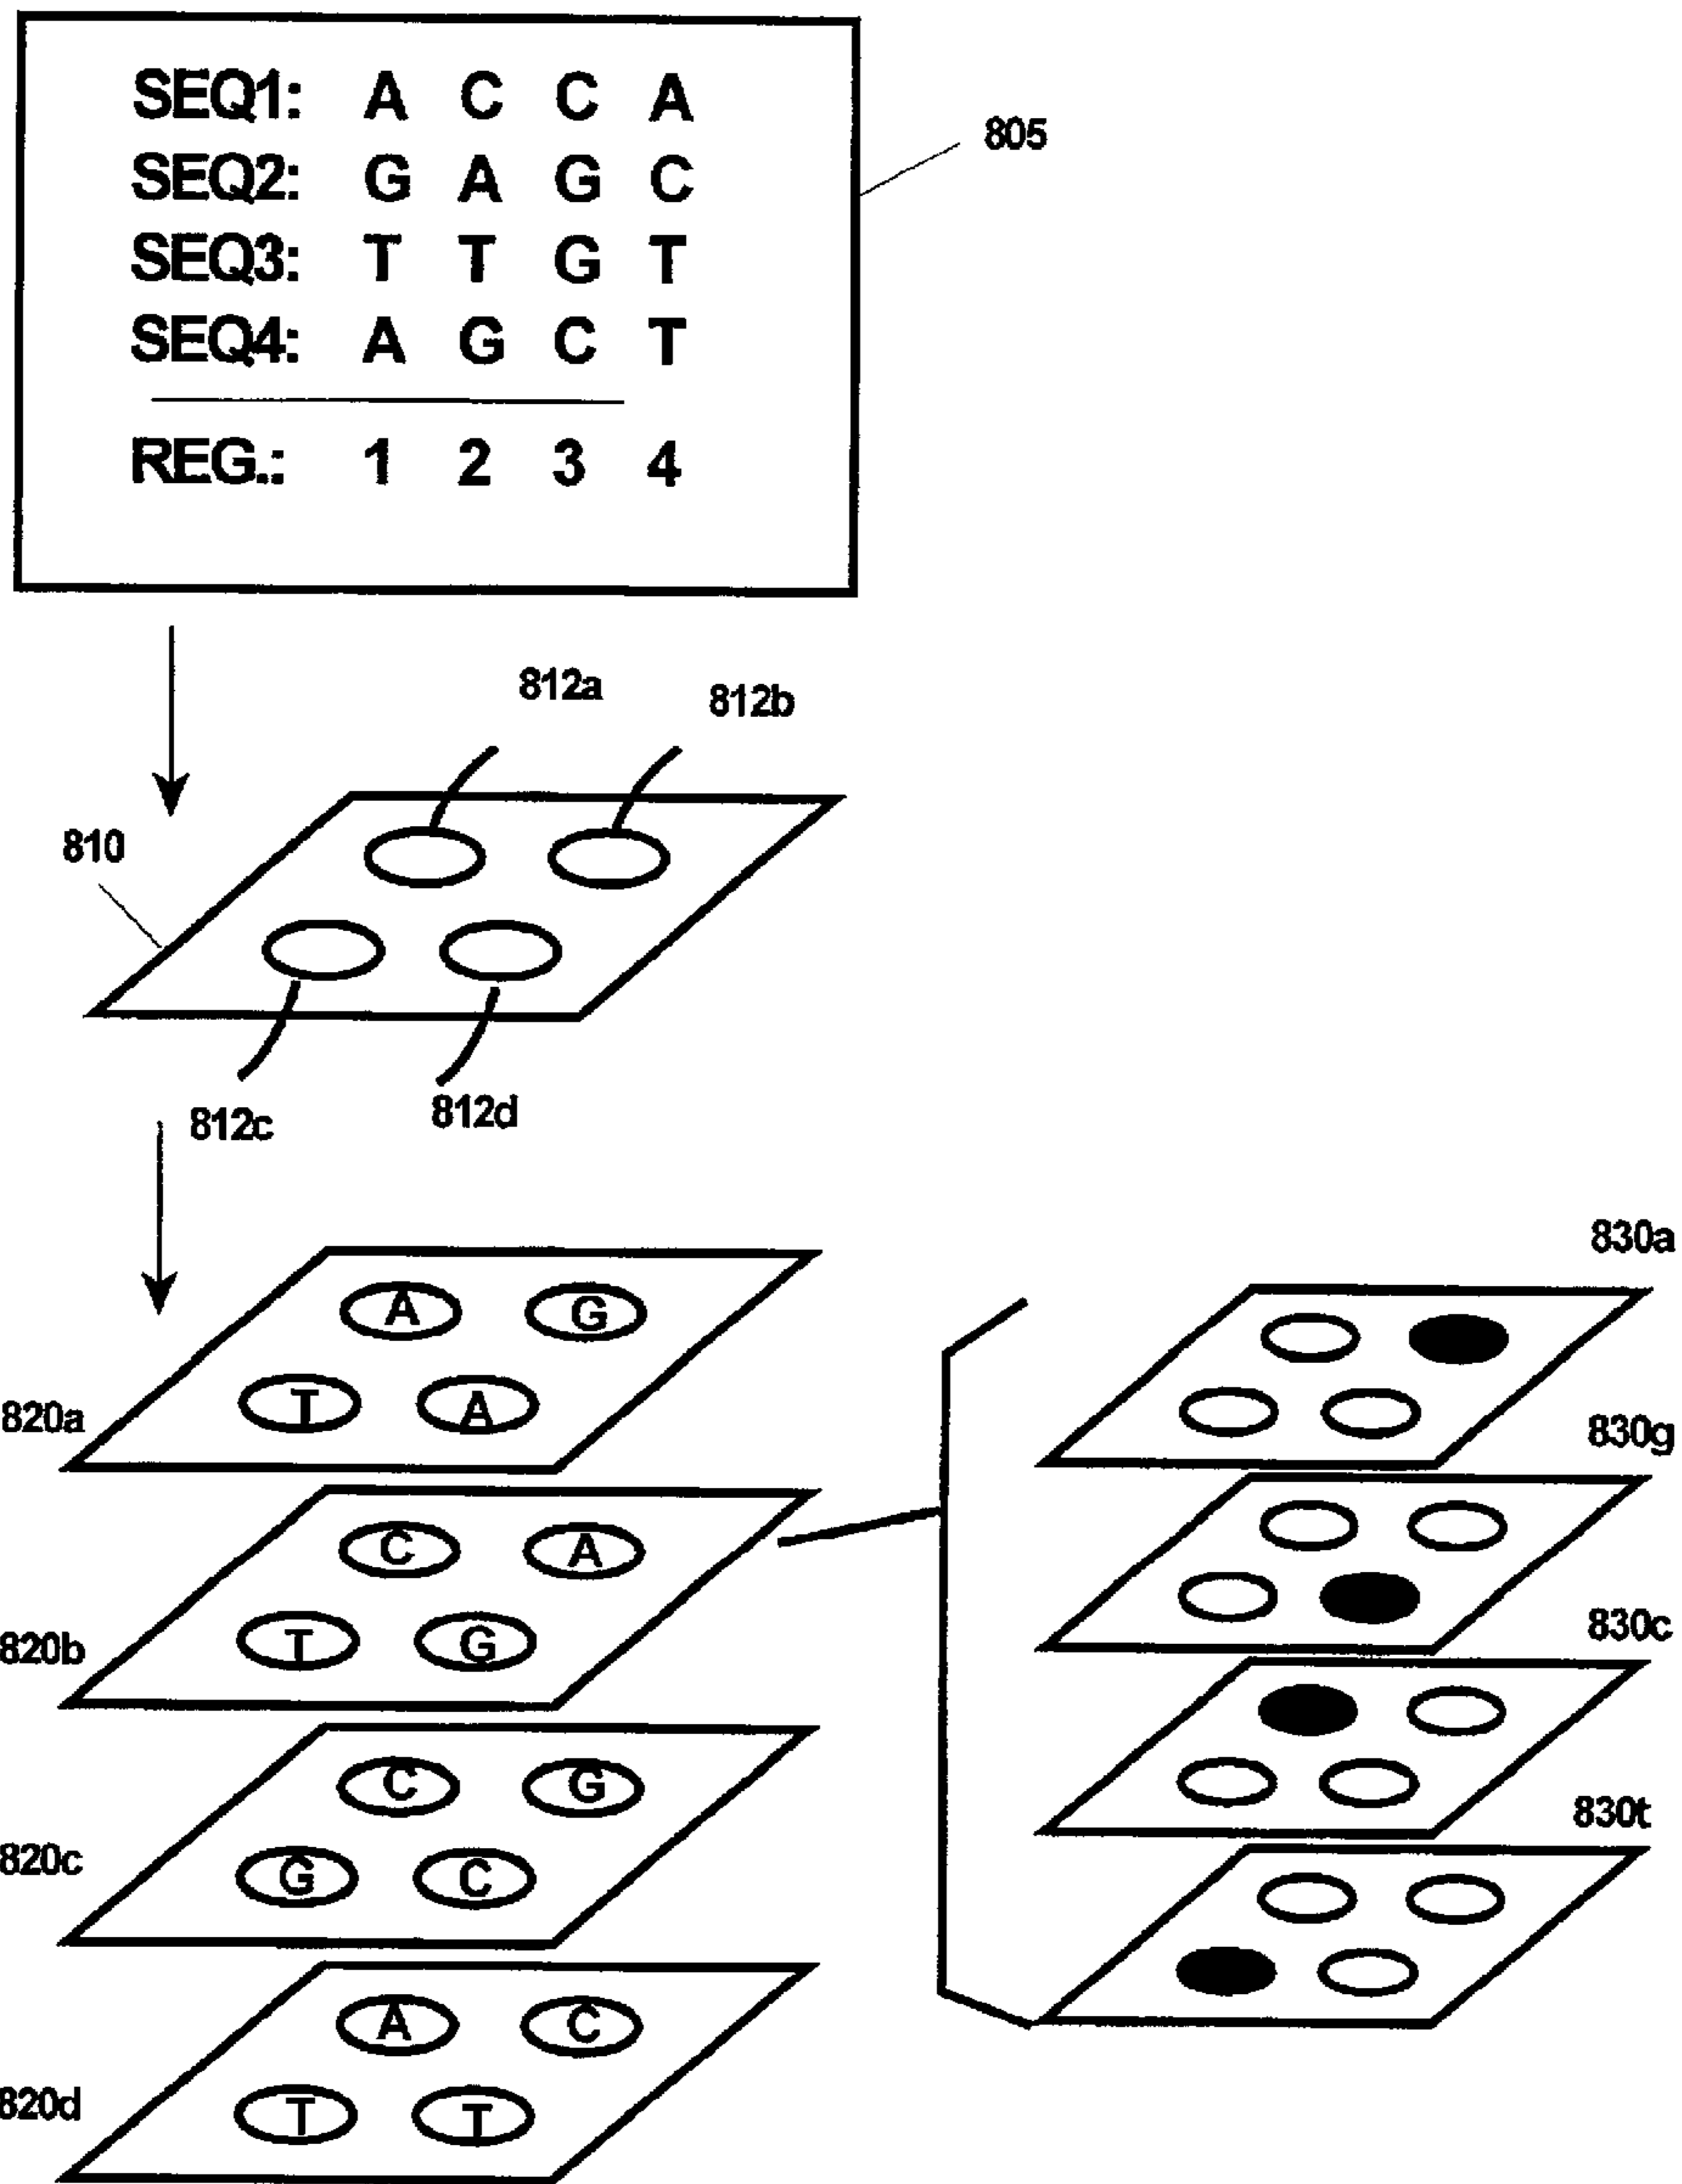 SEQ1: A C C A
805
SEQ2: G A G C
SEQ3: T T G T
SEQ4: A G C T
REG.: 1 2 3 4
812a
812b
810
812c
812d
A G
T A
820a
C A
T G
820b
C G
G C
820c
A C
T T
820d
830a
830g
830c
830t